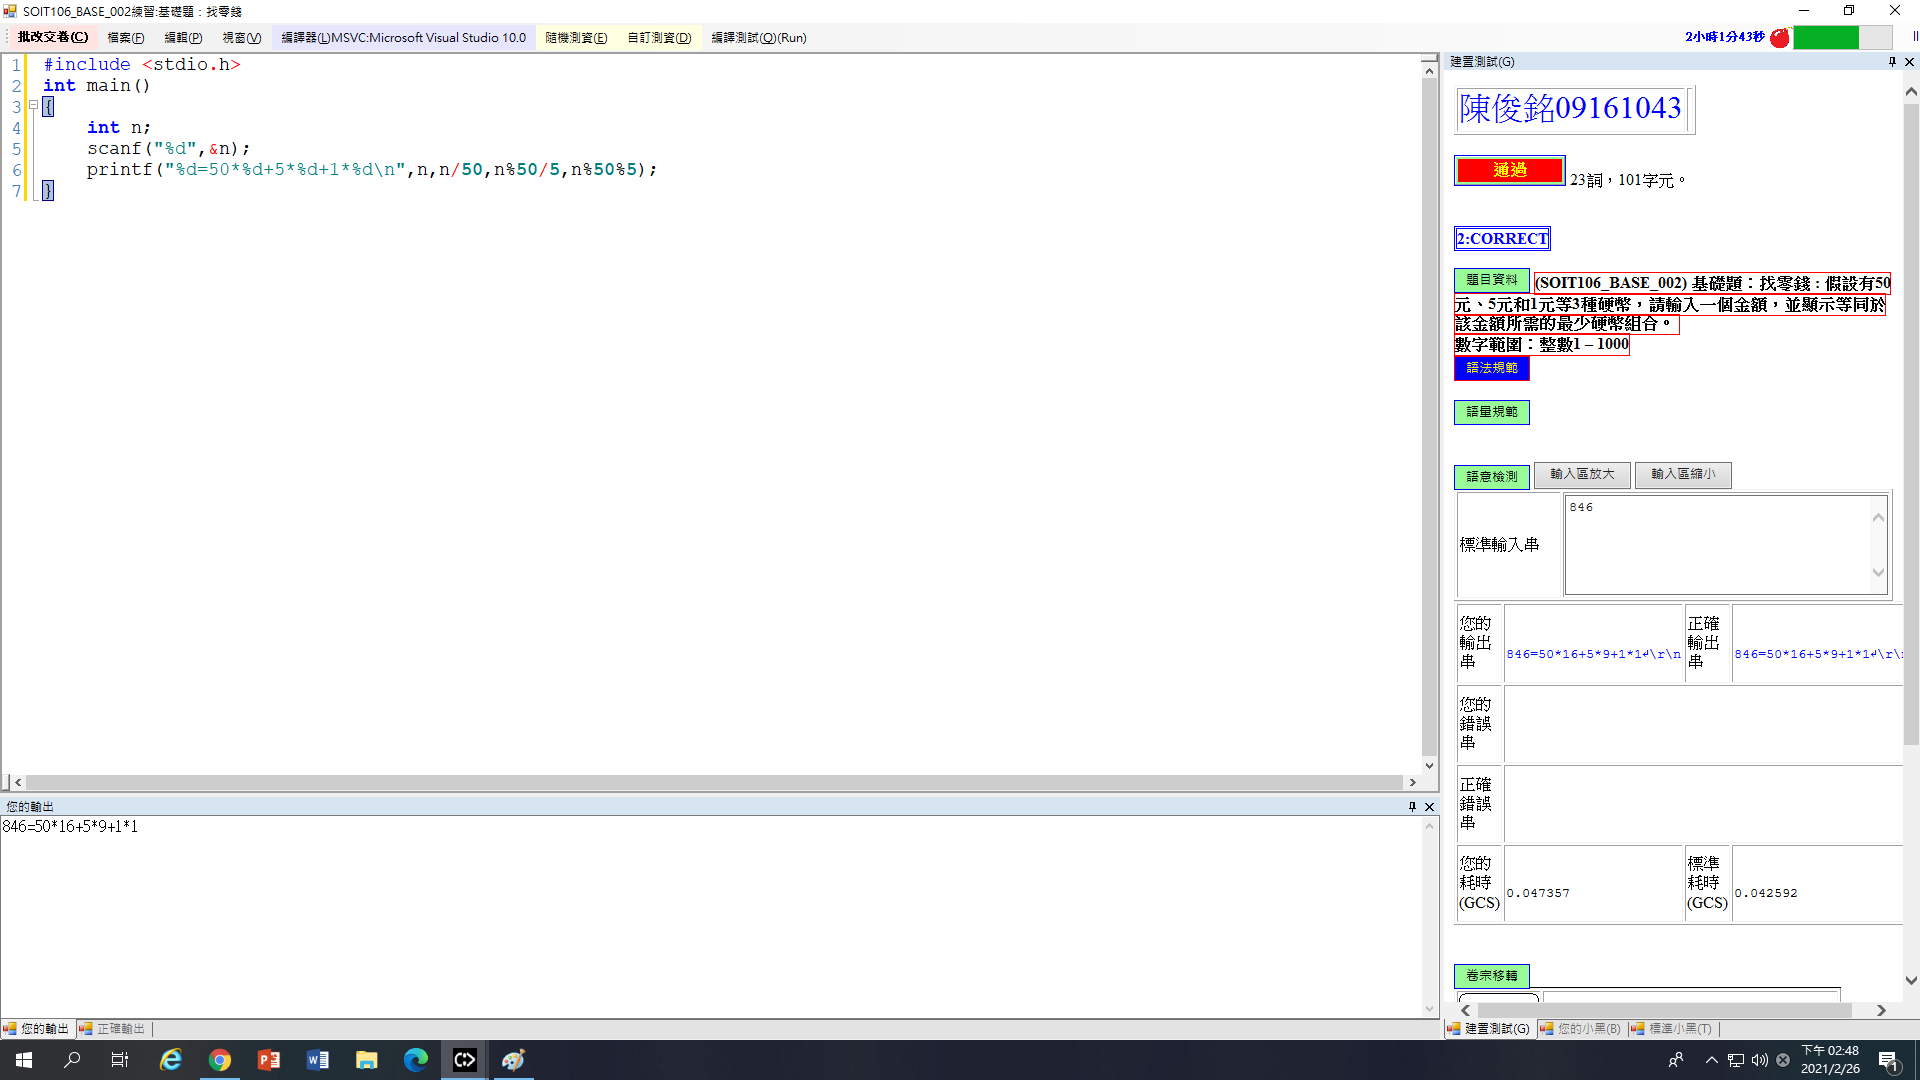 SOIT106_BASE_002練習:基礎題：找零錢
批改交卷(C) 檔案(F) 編輯(P) 視窗(V) 編譯器(L)MSVC:Microsoft Visual Studio 10.0 隨機測資(E) 自訂測資(D) 編譯測試(Q)(Run) 2小時1分43秒
1 #include <stdio.h>
2 int main()
3 {
4 int n;
5 scanf("%d",&n);
6 printf("%d=50*%d+5*%d+1*%d\n",n,n/50,n%50/5,n%50%5);
7 }
您的輸出
846=50*16+5*9+1*1
您的輸出 正確輸出
建置測試(G)
陳俊銘09161043
通過 23詞，101字元。
2:CORRECT
題目資料 (SOIT106_BASE_002) 基礎題：找零錢：假設有50
元、5元和1元等3種硬幣，請輸入一個金額，並顯示等同於
該金額所需的最少硬幣組合。
數字範圍：整數1 – 1000
語法規範
語量規範
語意檢測 輸入區放大 輸入區縮小
標準輸入串 846
您的
輸出
串
846=50*16+5*9+1*1↲\r\n
正確
輸出
串
846=50*16+5*9+1*1↲\r\
您的
錯誤
串
正確
錯誤
串
您的
耗時
(GCS)
0.047357
標準
耗時
(GCS)
0.042592
卷宗移轉
建置測試(G) 您的小黑(B) 標準小黑(T)
下午 02:48
2021/2/26
1